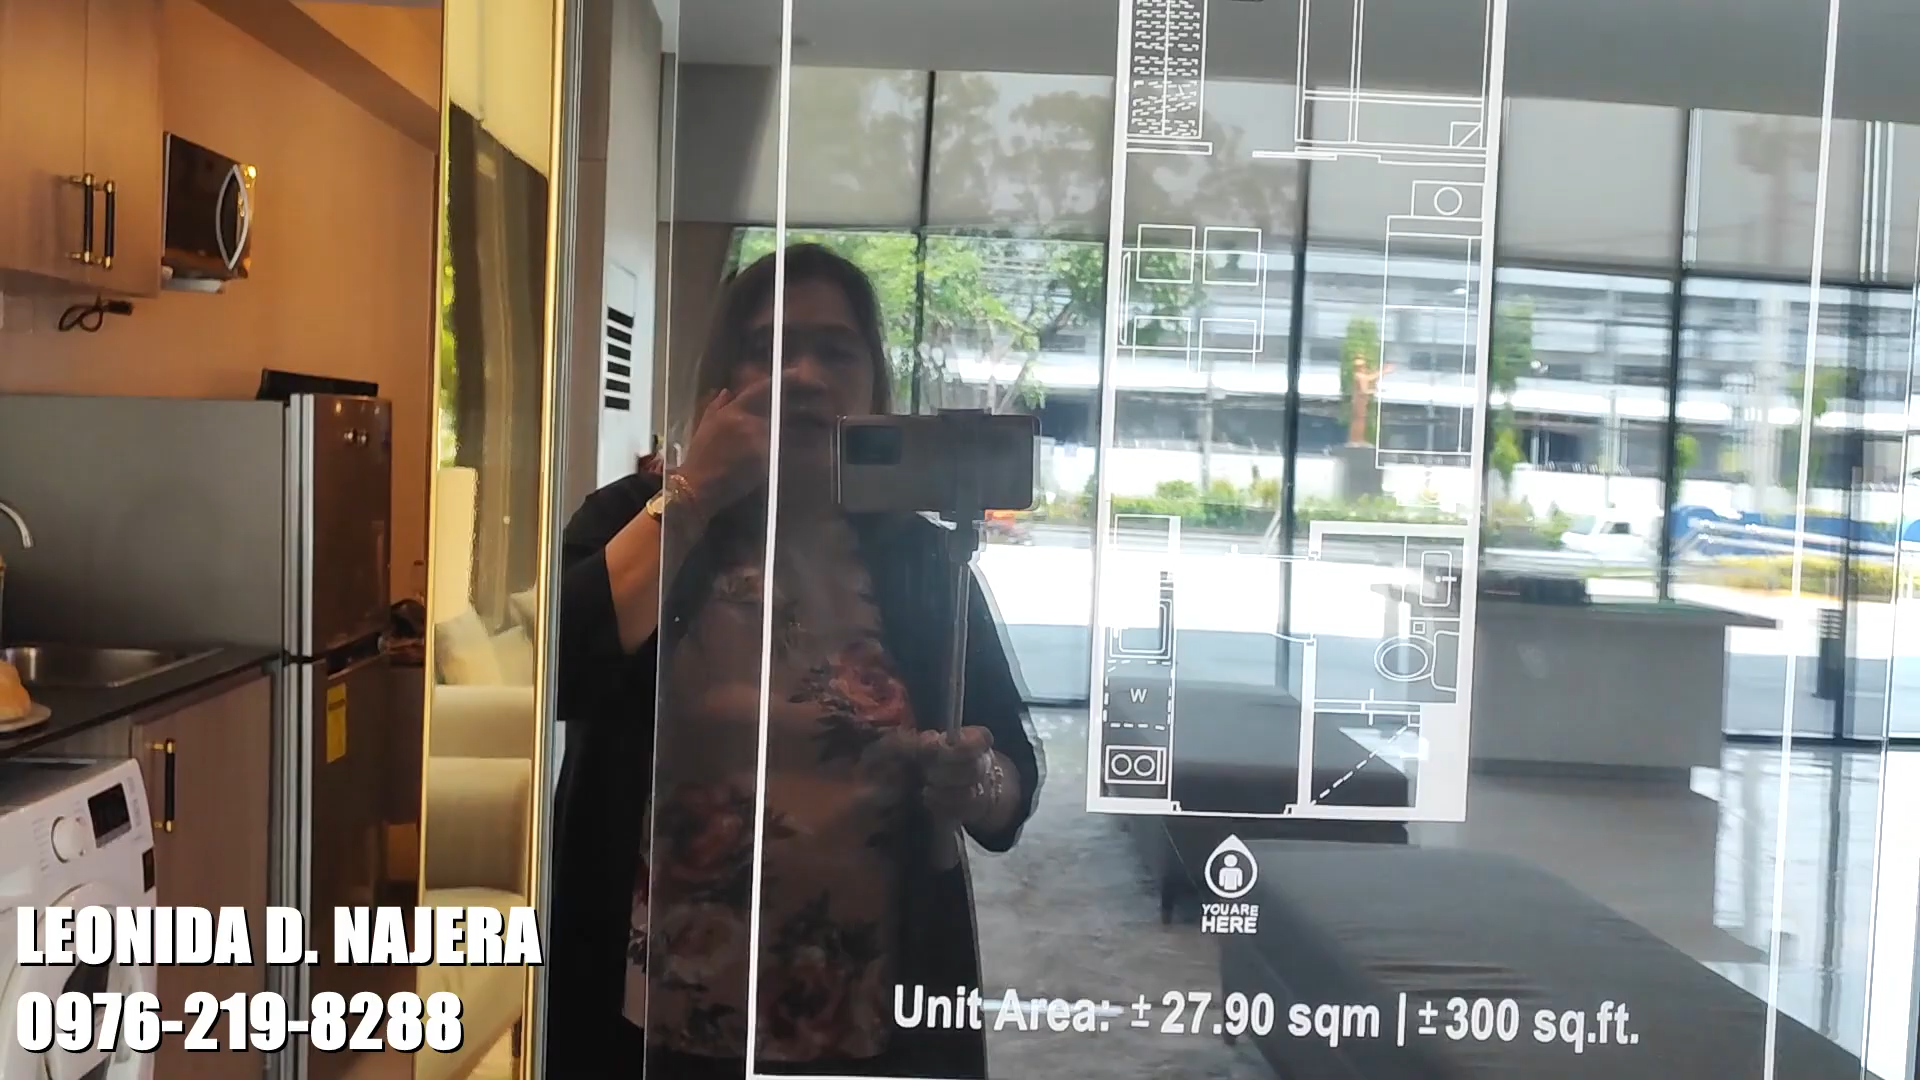 W
YOU ARE
HERE
Unit Area: ± 27.90 sqm | ± 300 sq.ft.
LEONIDA D. NAJERA
0976-219-8288